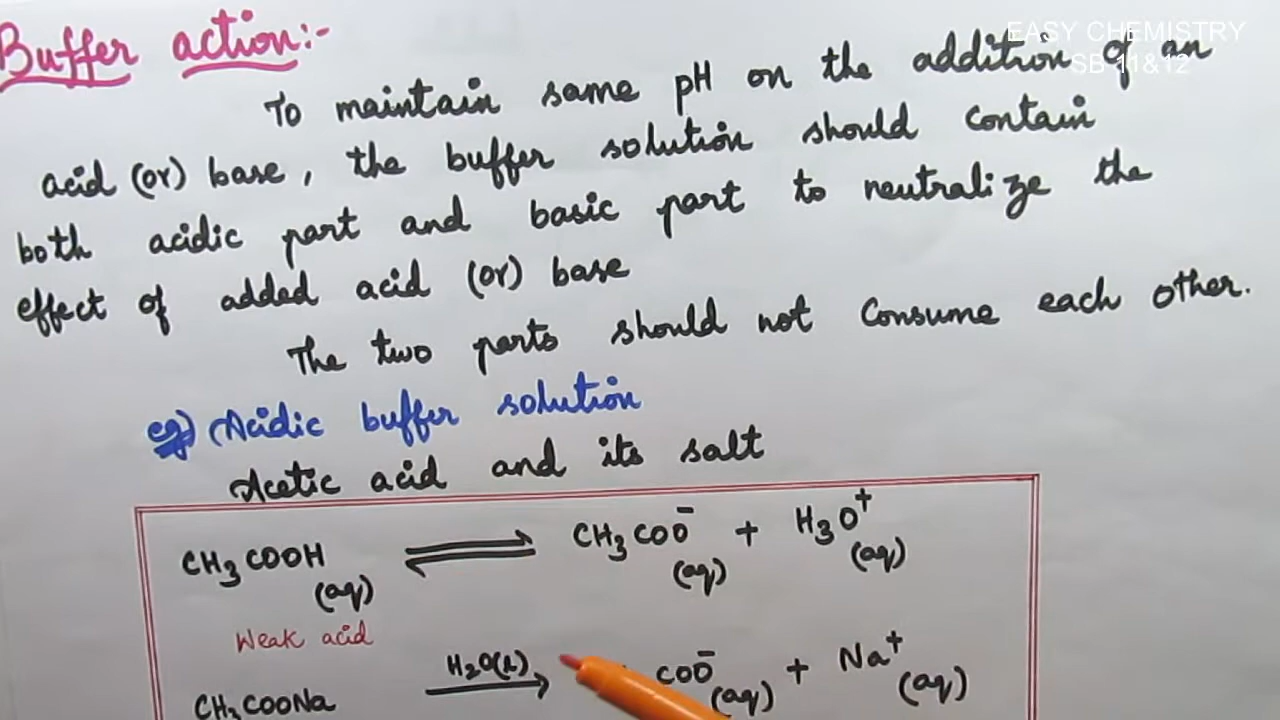 EASY CHEMISTRY
SB 11&12
Buffer action:-
To maintain same pH on the addition of an
acid (or) base, the buffer solution should contain
both acidic part and basic part to neutralize the
effect of added acid (or) base
The two parts should not consume each other.
eg) Acidic buffer solution
Acetic acid and its salt
CH₃COOH (aq) ⇌ CH₃COO⁻ (aq) + H₃O⁺ (aq)
Weak acid
H₂O(l)
CH₃COONa → COO⁻ (aq) + Na⁺ (aq)